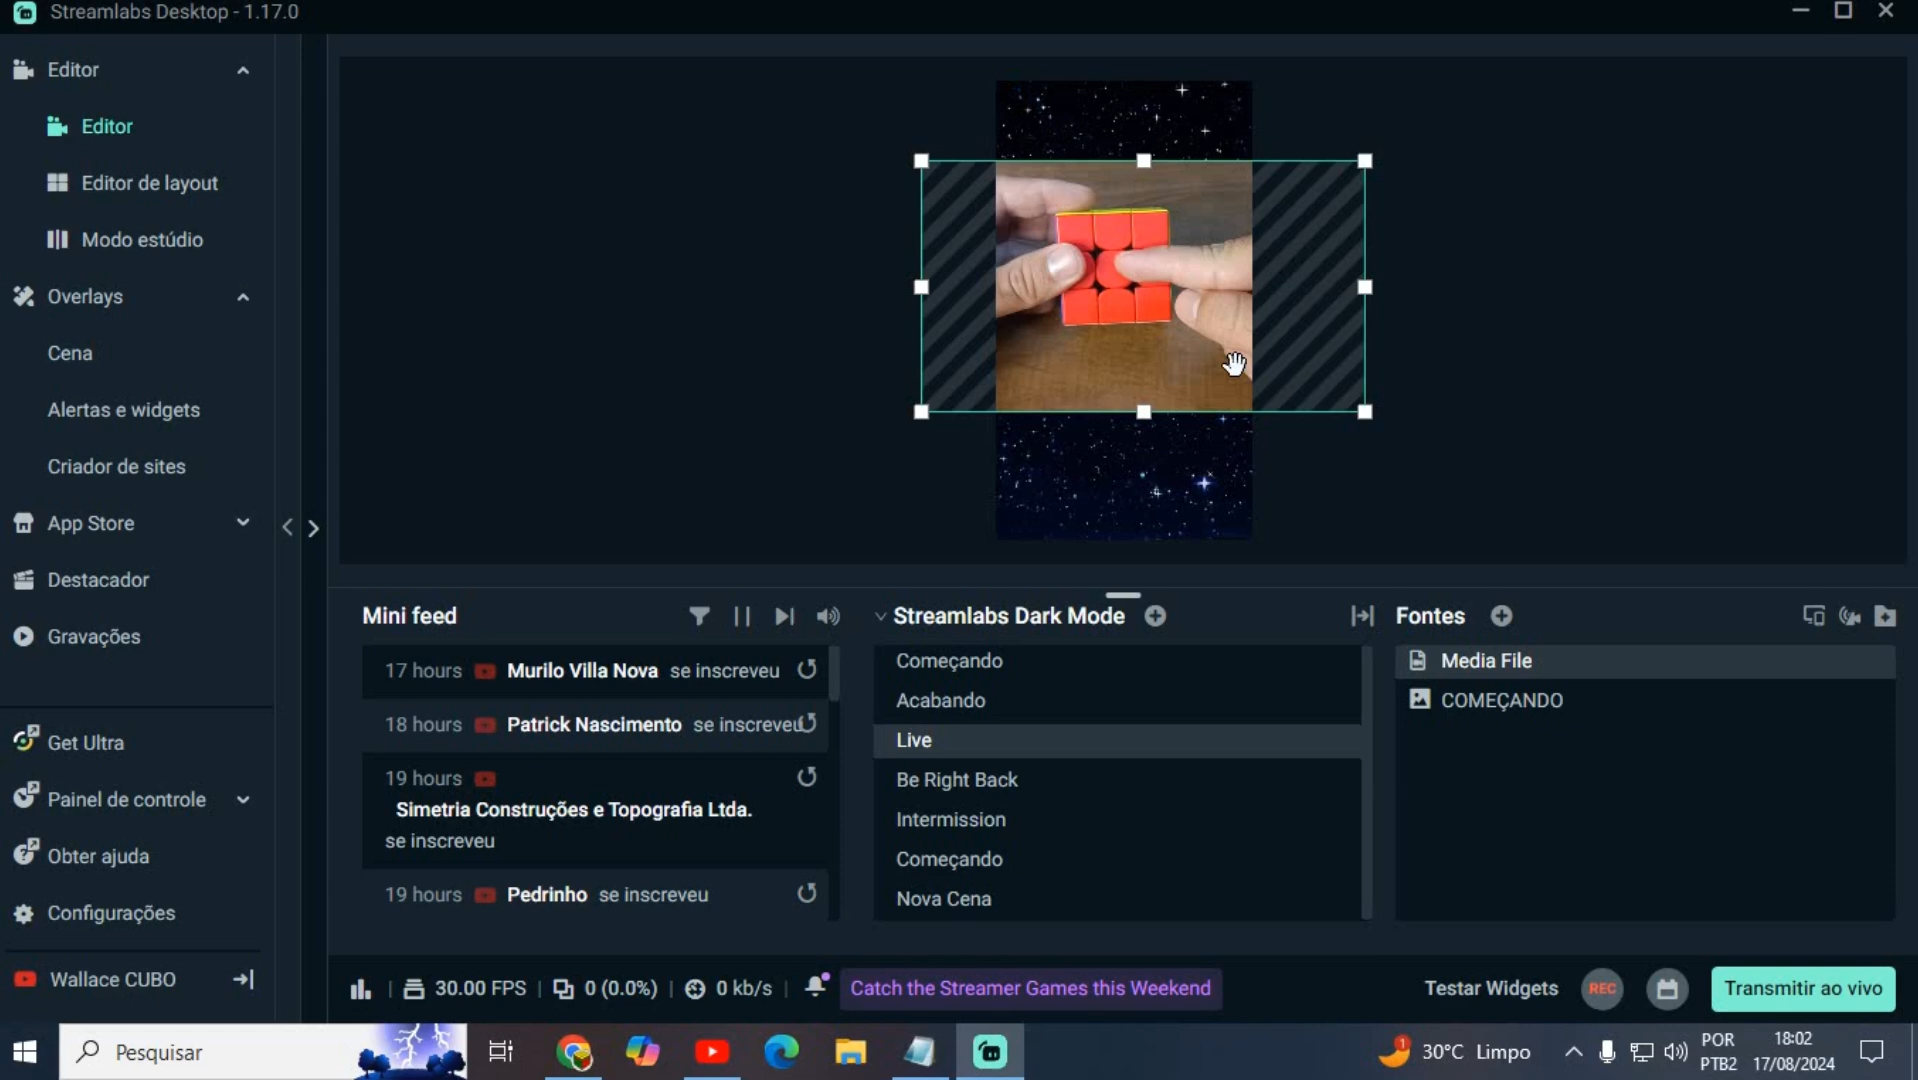 Streamlabs Desktop - 1.17.0
Editor
Editor
Editor de layout
Modo estúdio
Overlays
Cena
Alertas e widgets
Criador de sites
App Store
Destacador
Gravações
Get Ultra
Painel de controle
Obter ajuda
Configurações
Wallace CUBO
Mini feed
17 hours Murilo Villa Nova se inscreveu
18 hours Patrick Nascimento se inscreveu
19 hours
Simetria Construções e Topografia Ltda.
se inscreveu
19 hours Pedrinho se inscreveu
Streamlabs Dark Mode
Começando
Acabando
Live
Be Right Back
Intermission
Começando
Nova Cena
Fontes
Media File
COMEÇANDO
30.00 FPS | 0 (0.0%) | 0 kb/s
Catch the Streamer Games this Weekend
Testar Widgets
REC
Transmitir ao vivo
Pesquisar
1
30°C Limpo
POR
PTB2
18:02
17/08/2024